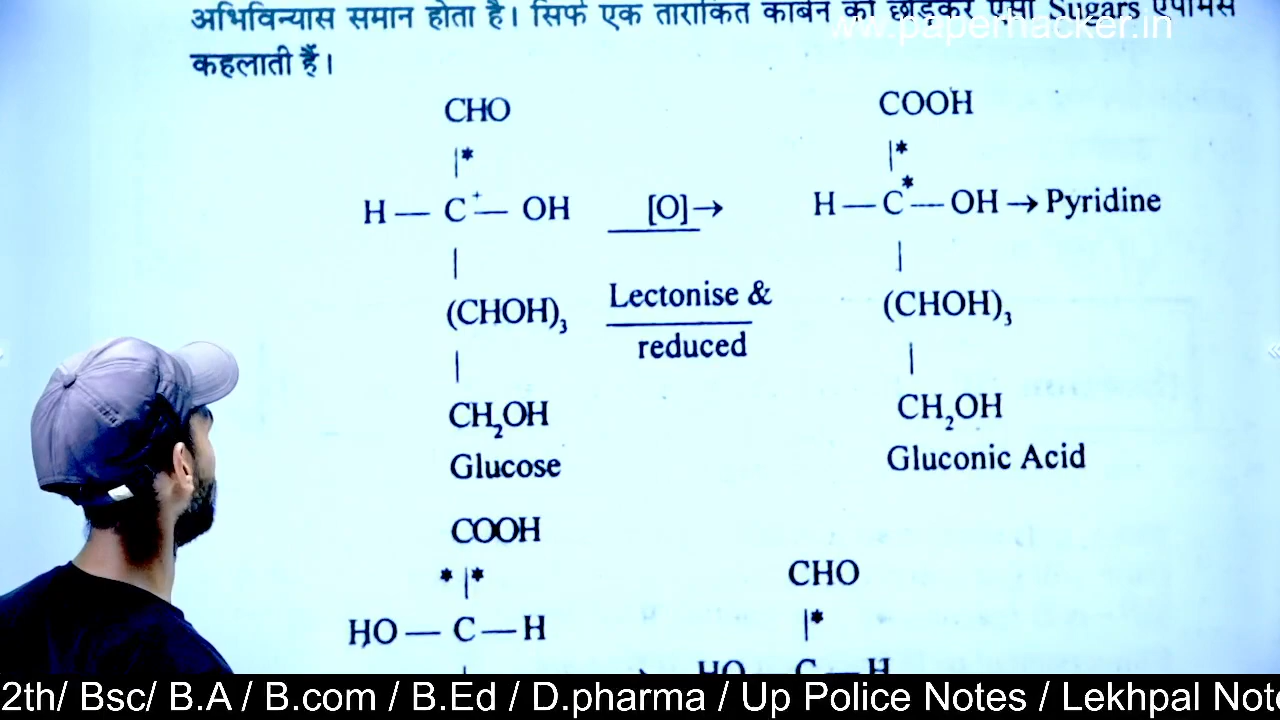 अभिविन्यास समान होता है। सिर्फ एक तारांकित कार्बन को छोड़कर ऐसी Sugars एपीमर्स
www.paperhacker.in
कहलाती हैं।
CHO COOH
|* |*
H — C — OH [O]→ H — C* — OH → Pyridine
| |
(CHOH)₃ Lectonise & (CHOH)₃
| reduced |
CH₂OH CH₂OH
Glucose Gluconic Acid
COOH
* |* CHO
|*
HO — C — H
HO C — H
2th/ Bsc/ B.A / B.com / B.Ed / D.pharma / Up Police Notes / Lekhpal Not